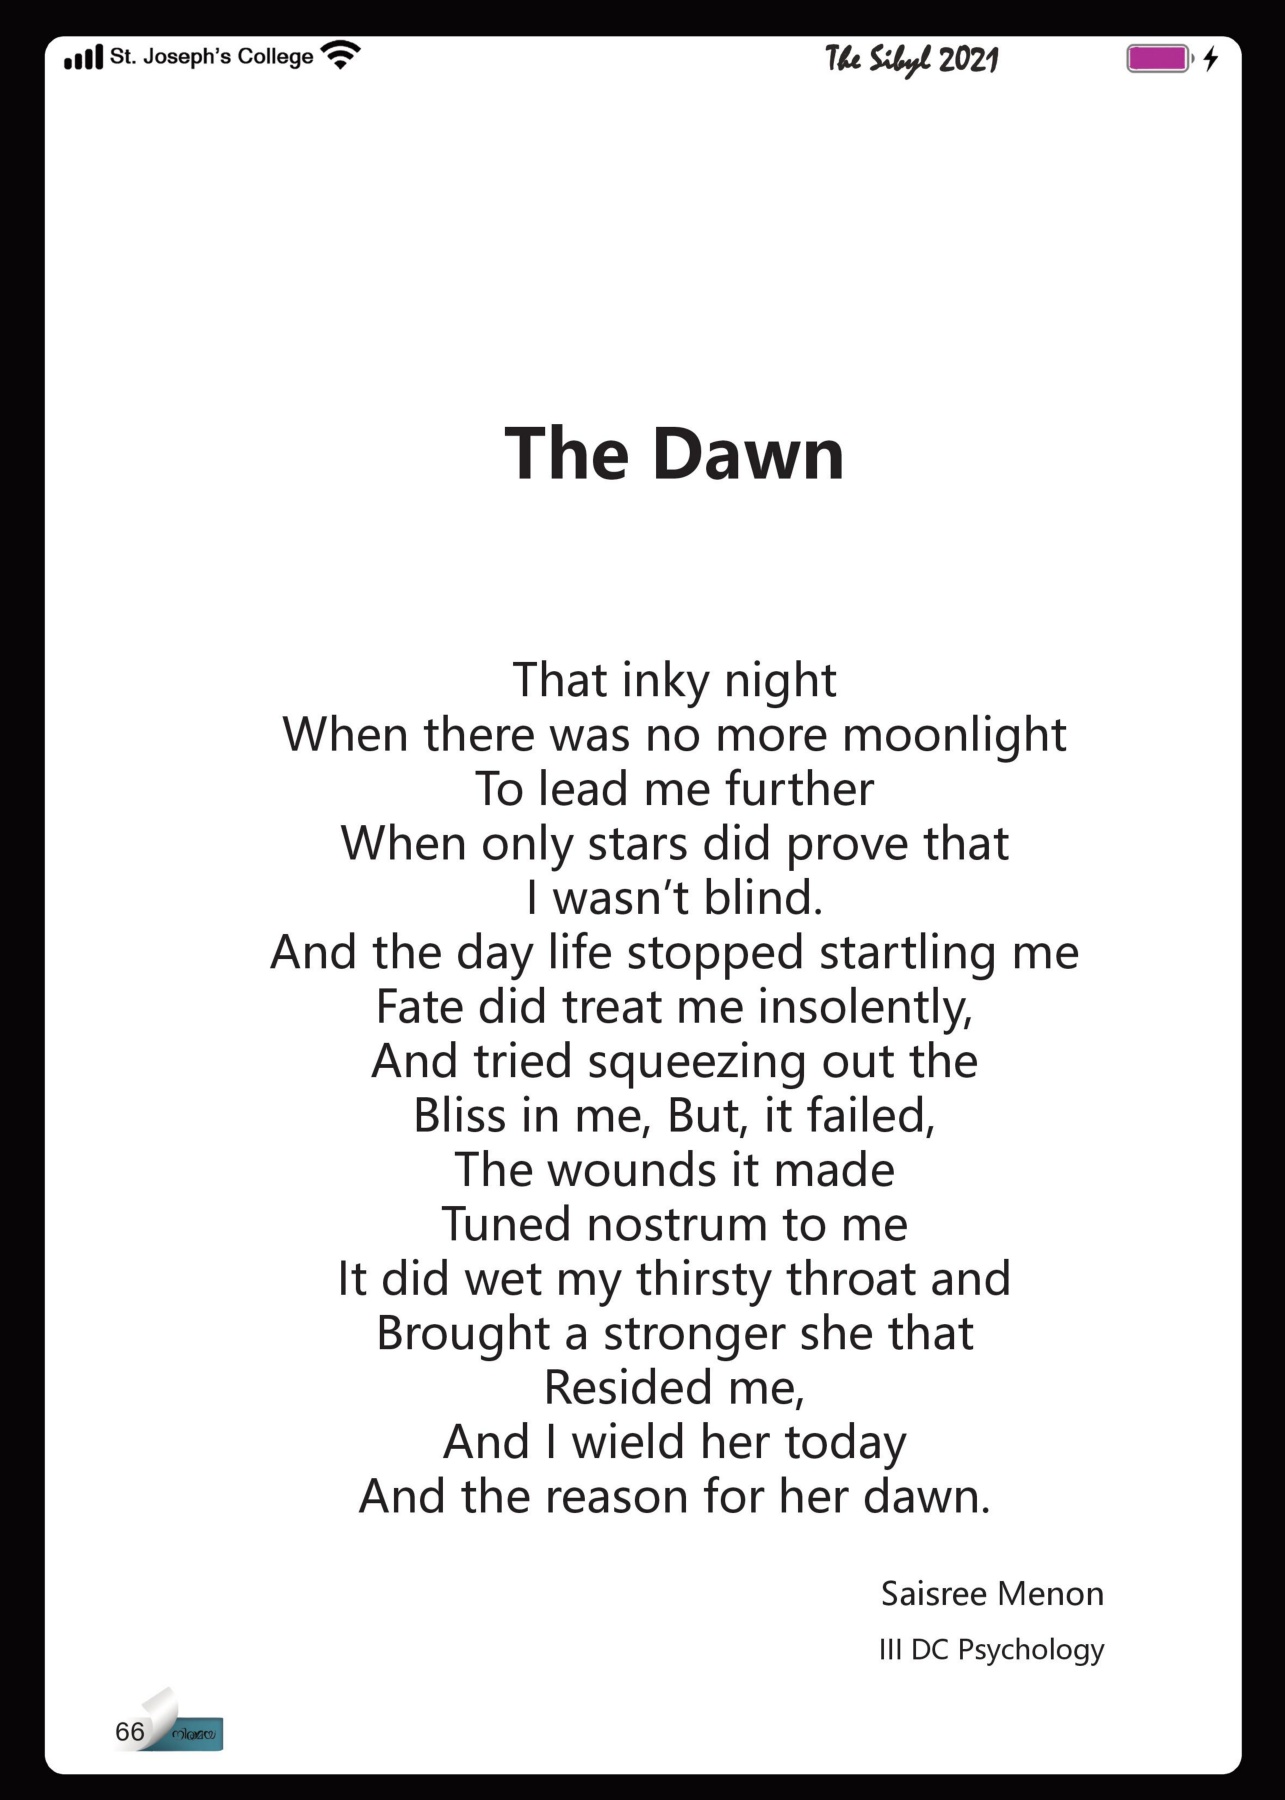 St. Joseph's College
The Sibyl 2021
The Dawn
That inky night
When there was no more moonlight
To lead me further
When only stars did prove that
I wasn't blind.
And the day life stopped startling me
Fate did treat me insolently,
And tried squeezing out the
Bliss in me, But, it failed,
The wounds it made
Tuned nostrum to me
It did wet my thirsty throat and
Brought a stronger she that
Resided me,
And I wield her today
And the reason for her dawn.
Saisree Menon
III DC Psychology
66